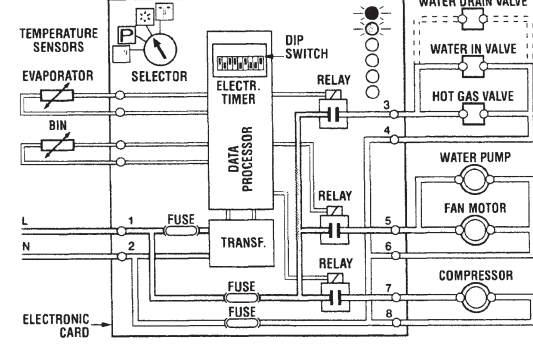 WATER DRAIN VALVE
P
TEMPERATURE
SENSORS
DIP
SWITCH
WATER IN VALVE
EVAPORATOR
SELECTOR
ELECTR.
TIMER
RELAY
HOT GAS VALVE
3
BIN
4
DATA
PROCESSOR
WATER PUMP
RELAY
L
1
FUSE
5
FAN MOTOR
N
2
TRANSF.
6
RELAY
COMPRESSOR
FUSE
7
FUSE
8
ELECTRONIC
CARD